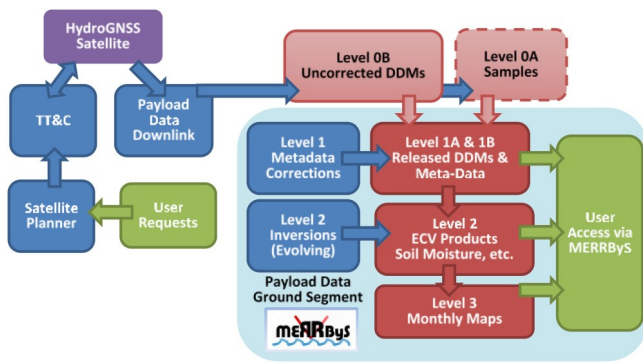 HydroGNSS
Satellite
Level 0B
Uncorrected DDMs
Level 0A
Samples
TT&C
Payload
Data
Downlink
Level 1
Metadata
Corrections
Level 1A & 1B
Released DDMs &
Meta-Data
Satellite
Planner
User
Requests
Level 2
Inversions
(Evolving)
Level 2
ECV Products
Soil Moisture, etc.
User
Access via
MERRByS
Payload Data
Ground Segment
meRRbys
Level 3
Monthly Maps